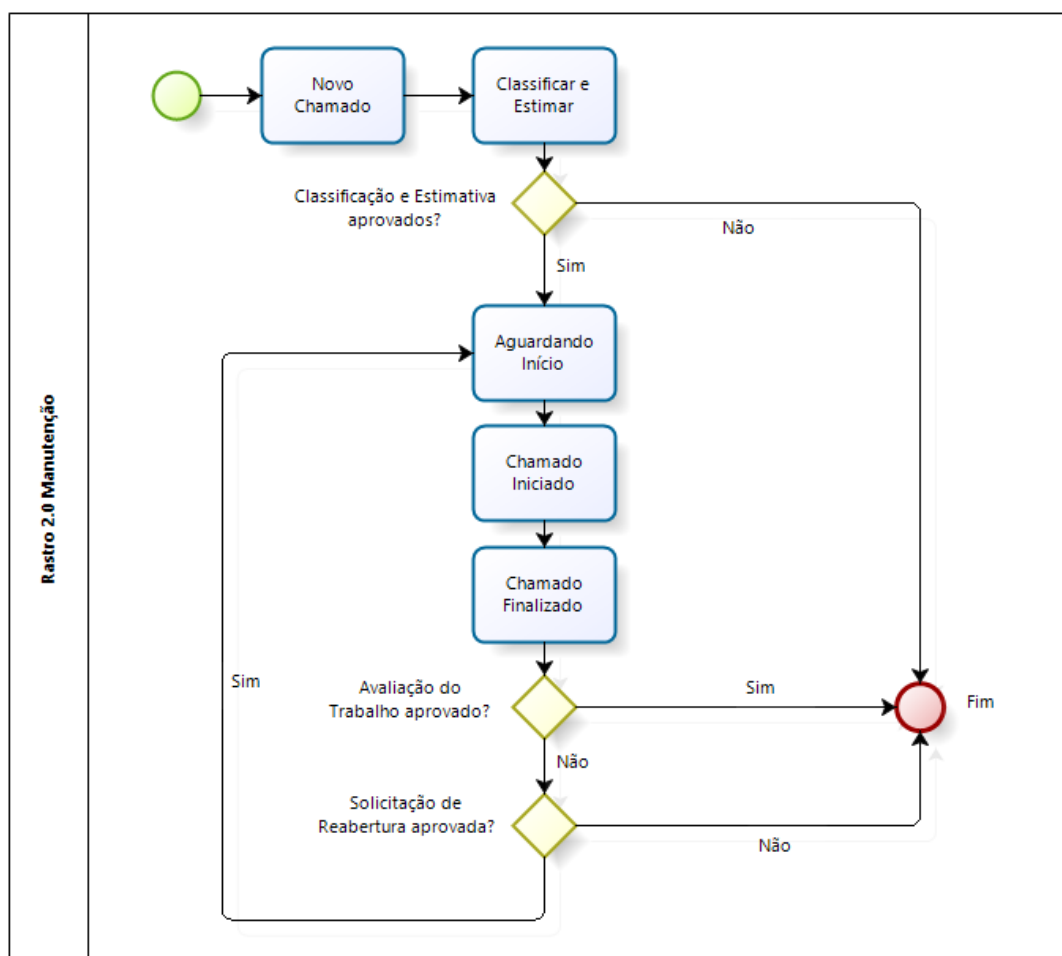 Rastro 2.0 Manutenção
Novo
Chamado
Classificar e
Estimar
Classificação e Estimativa
aprovados?
Não
Sim
Aguardando
Início
Chamado
Iniciado
Chamado
Finalizado
Sim
Avaliação do
Trabalho aprovado?
Sim
Fim
Não
Solicitação de
Reabertura aprovada?
Não